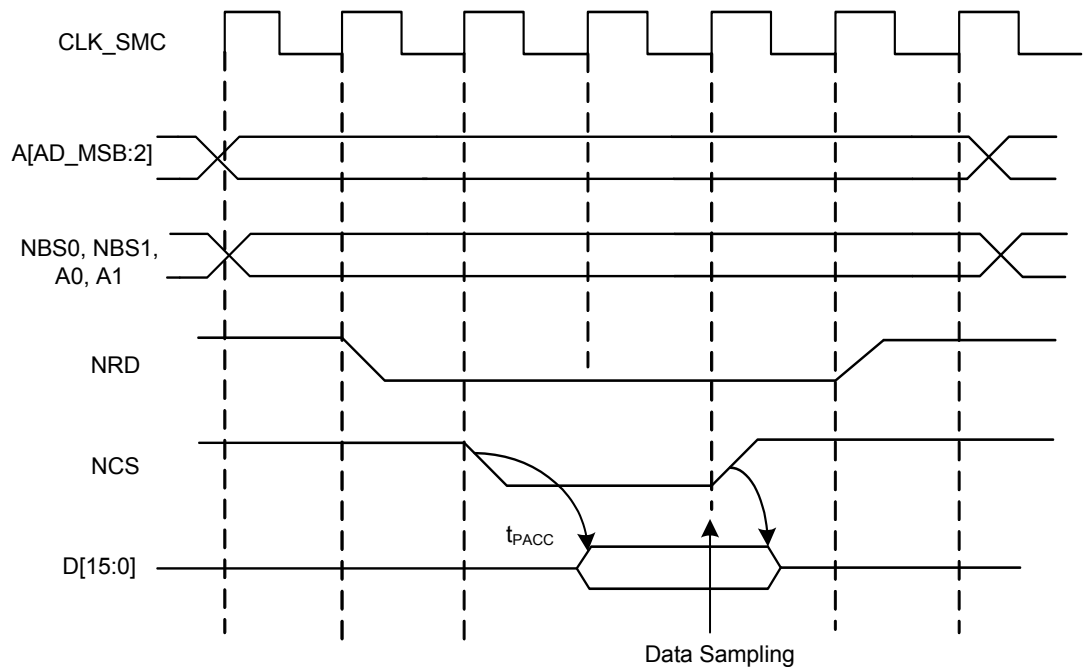 CLK_SMC
A[AD_MSB:2]
NBS0, NBS1,
A0, A1
NRD
NCS
tPACC
D[15:0]
Data Sampling